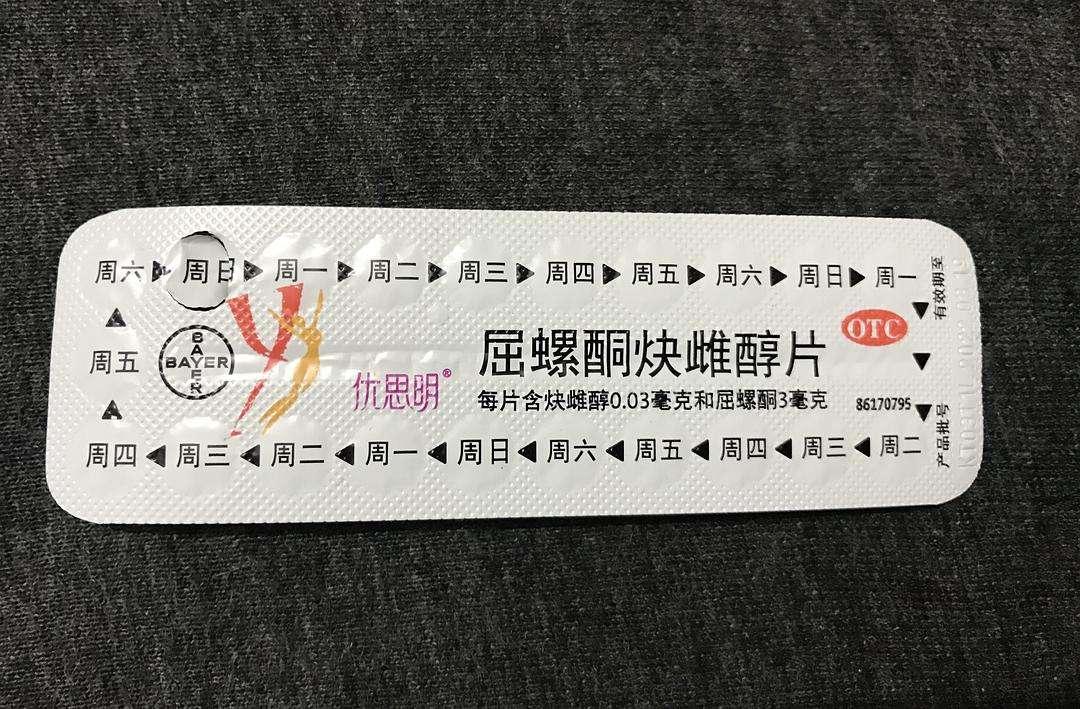 周六 ▶ 周日 ▶ 周一 ▶ 周二 ▶ 周三 ▶ 周四 ▶ 周五 ▶ 周六 ▶ 周日 ▶ 周一
有效期至
OTC
BAYER
BAYER
周五
优思明®
屈螺酮炔雌醇片
每片含炔雌醇0.03毫克和屈螺酮3毫克
86170795
产品批号
周四 ◀ 周三 ◀ 周二 ◀ 周一 ◀ 周日 ◀ 周六 ◀ 周五 ◀ 周四 ◀ 周三 ◀ 周二